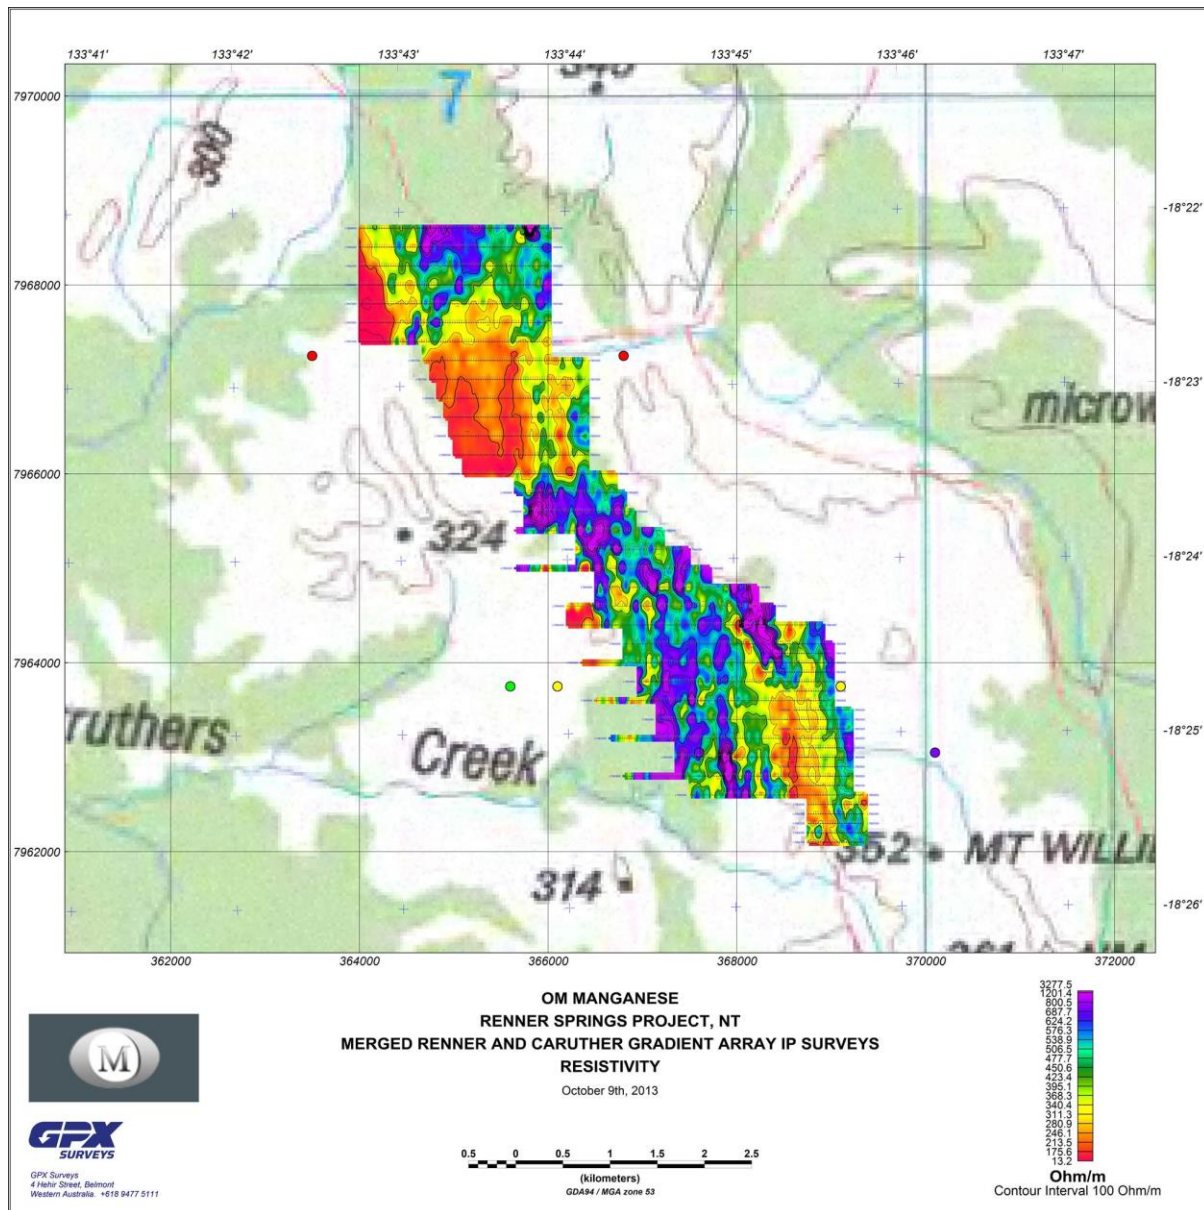 133°41' 133°42' 133°43' 133°44' 133°45' 133°46' 133°47'
7970000
7
300
-18°22'
7968000
-18°23'
microw
7966000
324
-18°24'
7964000
ruthers
Creek
-18°25'
7962000
352 MT WILLI
314
-18°26'
362000 364000 366000 368000 370000 372000
OM MANGANESE
RENNER SPRINGS PROJECT, NT
MERGED RENNER AND CARUTHER GRADIENT ARRAY IP SURVEYS
RESISTIVITY
October 9th, 2013
M
GPX
SURVEYS
GPX Surveys
4 Hehir Street, Belmont
Western Australia. +618 9477 5111
0.5 0 0.5 1 1.5 2 2.5
(kilometers)
GDA94 / MGA zone 53
3277.5
1201.4
800.5
687.7
624.2
576.3
538.9
506.5
477.7
450.6
423.4
395.1
368.3
340.4
311.3
280.9
246.1
213.5
175.6
13.2
Ohm/m
Contour Interval 100 Ohm/m